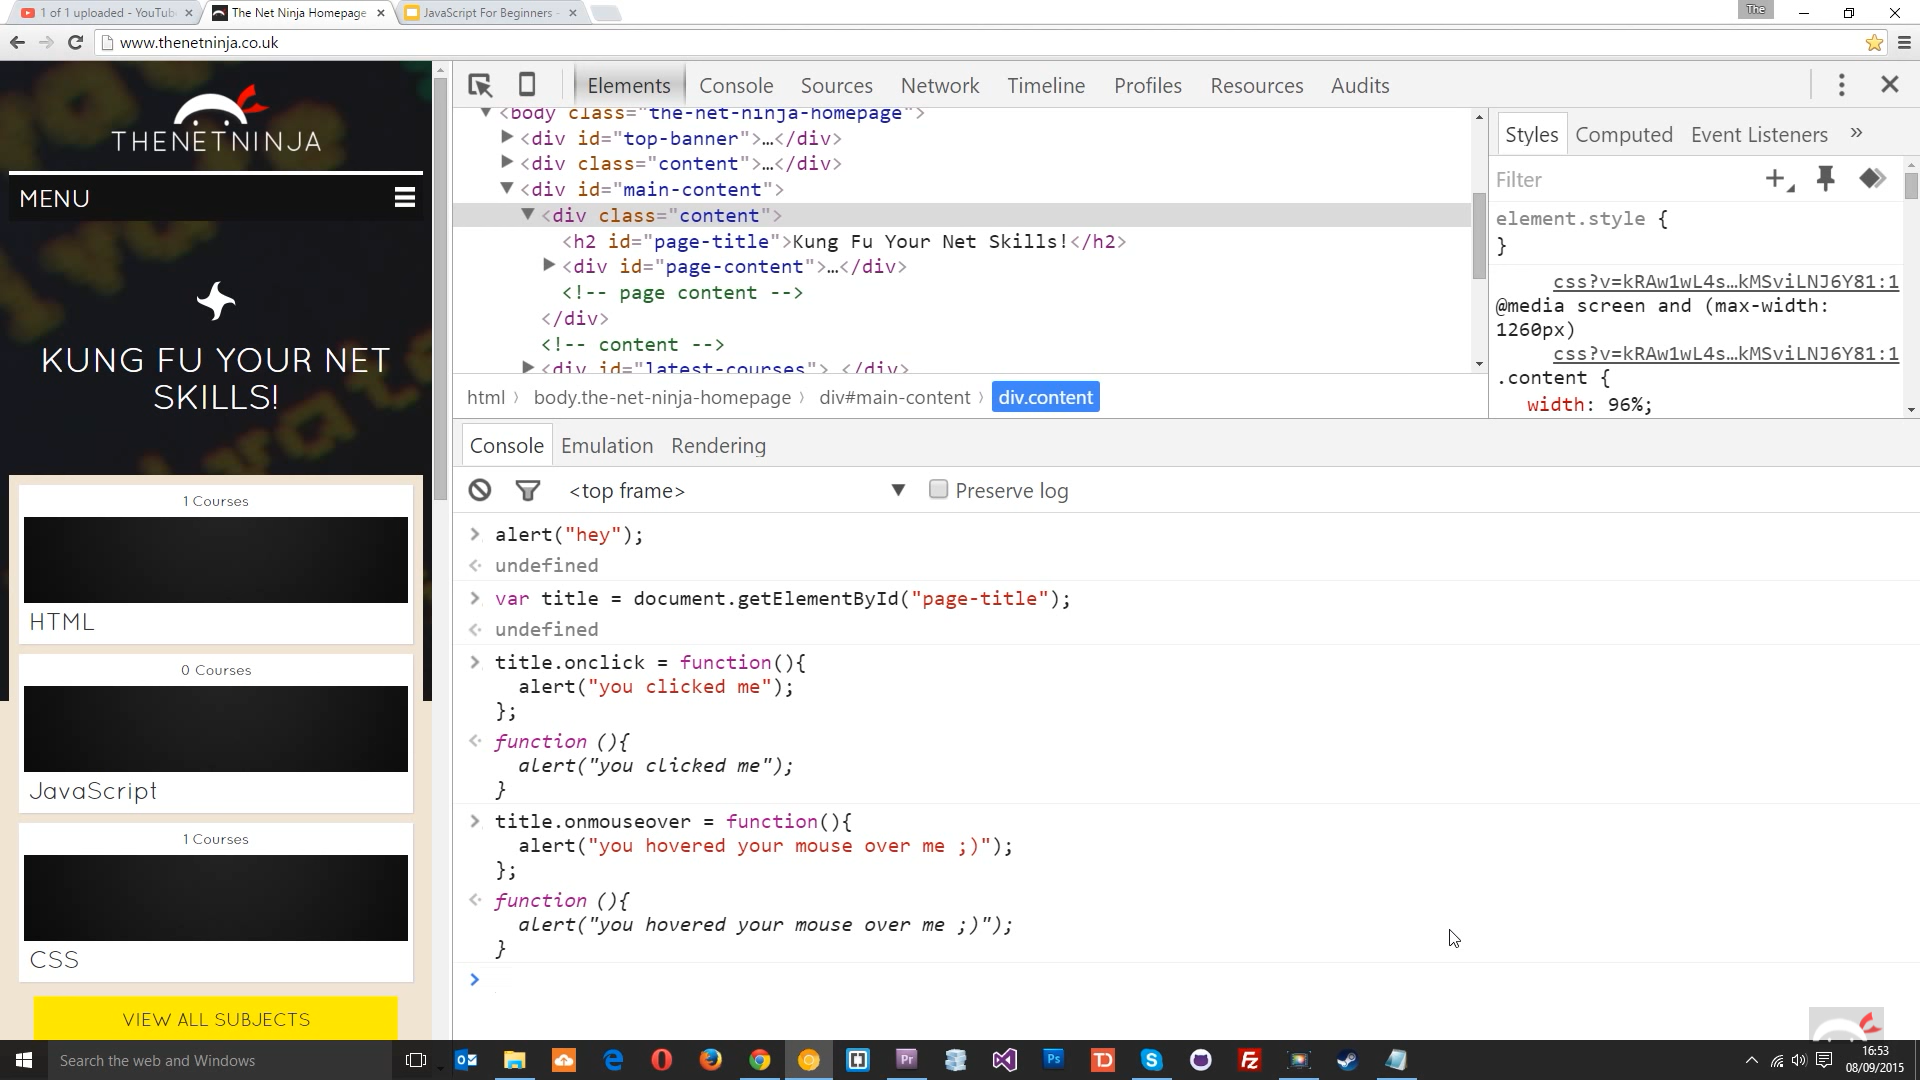 1 of 1 uploaded - YouTub
The Net Ninja Homepage
JavaScript For Beginners -
The
www.thenetninja.co.uk
THENETNINJA
MENU
KUNG FU YOUR NET
SKILLS!
1 Courses
HTML
0 Courses
JavaScript
1 Courses
CSS
VIEW ALL SUBJECTS
Elements Console Sources Network Timeline Profiles Resources Audits
<body class="the-net-ninja-homepage">
<div id="top-banner">…</div>
<div class="content">…</div>
<div id="main-content">
<div class="content">
<h2 id="page-title">Kung Fu Your Net Skills!</h2>
<div id="page-content">…</div>
<!-- page content -->
</div>
<!-- content -->
<div id="latest-courses">…</div>
html body.the-net-ninja-homepage div#main-content div.content
Styles Computed Event Listeners »
Filter
element.style {
}
css?v=kRAw1wL4s…kMSviLNJ6Y81:1
@media screen and (max-width:
1260px)
css?v=kRAw1wL4s…kMSviLNJ6Y81:1
.content {
width: 96%;
Console Emulation Rendering
<top frame> ▼ Preserve log
> alert("hey");
undefined
> var title = document.getElementById("page-title");
undefined
> title.onclick = function(){
alert("you clicked me");
};
function (){
alert("you clicked me");
}
> title.onmouseover = function(){
alert("you hovered your mouse over me ;)");
};
function (){
alert("you hovered your mouse over me ;)");
}
>
Search the web and Windows
Pr
Ps
TD
Fz
16:53
08/09/2015